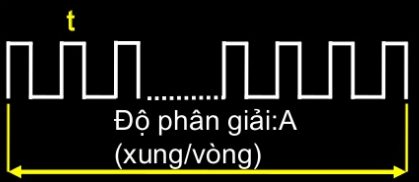 t
Độ phân giải:A
(xung/vòng)